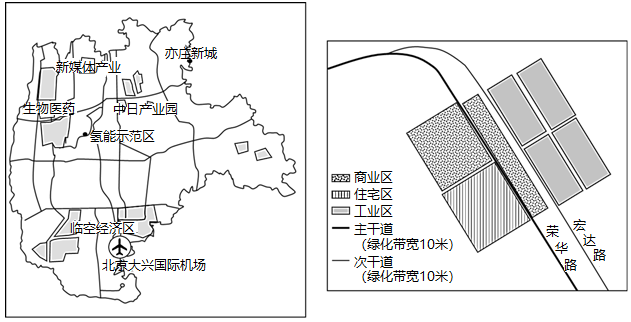 亦庄新城
新媒体产业
生物医药
中日产业园
氢能示范区
临空经济区
北京大兴国际机场
商业区
住宅区
工业区
主干道
(绿化带宽10米)
次干道
(绿化带宽10米)
荣华路
宏达路